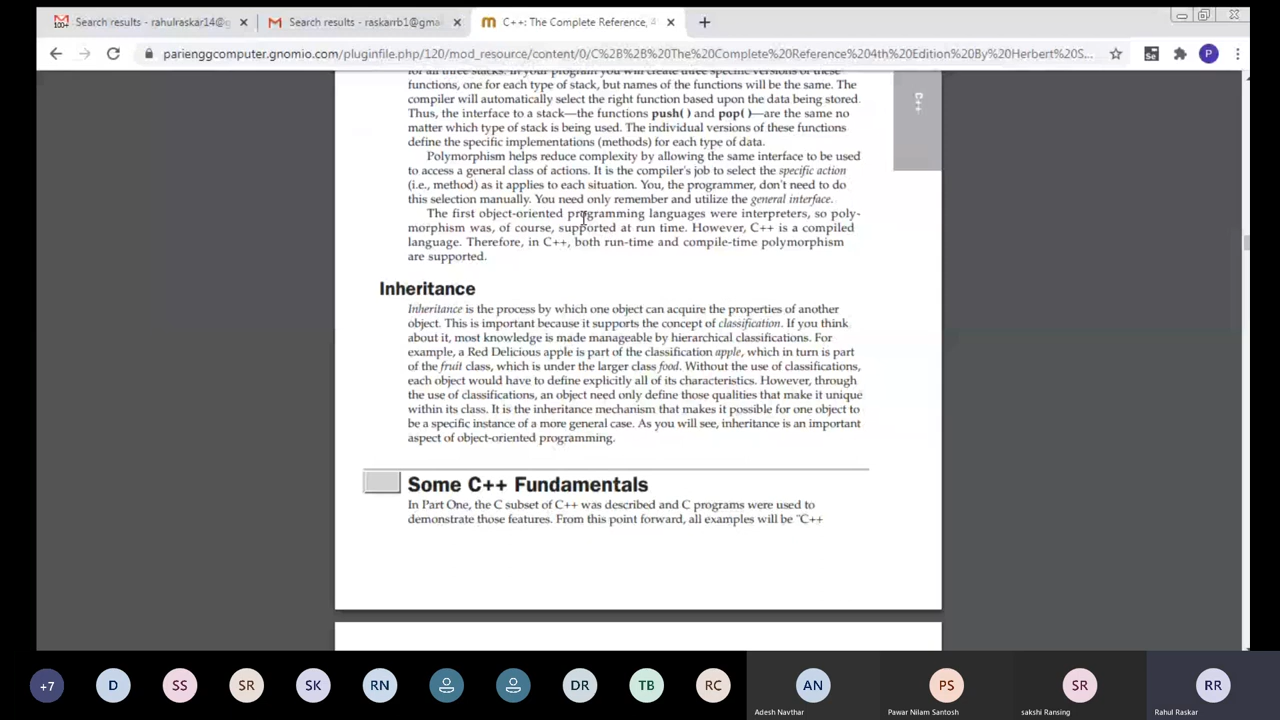 Search results - rahulraskar14@g
Search results - raskarrb1@gma
C++: The Complete Reference, 4
100+
parienggcomputer.gnomio.com/pluginfile.php/120/mod_resource/content/0/C%2B%2B%20The%20Complete%20Reference%204th%20Edition%20By%20Herbert%20S...
Se
P
for all three stacks. In your program you will create three specific versions of these
functions, one for each type of stack, but names of the functions will be the same. The
compiler will automatically select the right function based upon the data being stored.
Thus, the interface to a stack—the functions push( ) and pop( )—are the same no
matter which type of stack is being used. The individual versions of these functions
define the specific implementations (methods) for each type of data.
Polymorphism helps reduce complexity by allowing the same interface to be used
to access a general class of actions. It is the compiler's job to select the specific action
(i.e., method) as it applies to each situation. You, the programmer, don't need to do
this selection manually. You need only remember and utilize the general interface.
The first object-oriented programming languages were interpreters, so poly-
morphism was, of course, supported at run time. However, C++ is a compiled
language. Therefore, in C++, both run-time and compile-time polymorphism
are supported.
C++
Inheritance
Inheritance is the process by which one object can acquire the properties of another
object. This is important because it supports the concept of classification. If you think
about it, most knowledge is made manageable by hierarchical classifications. For
example, a Red Delicious apple is part of the classification apple, which in turn is part
of the fruit class, which is under the larger class food. Without the use of classifications,
each object would have to define explicitly all of its characteristics. However, through
the use of classifications, an object need only define those qualities that make it unique
within its class. It is the inheritance mechanism that makes it possible for one object to
be a specific instance of a more general case. As you will see, inheritance is an important
aspect of object-oriented programming.
Some C++ Fundamentals
In Part One, the C subset of C++ was described and C programs were used to
demonstrate those features. From this point forward, all examples will be "C++
+7
D
SS
SR
SK
RN
DR
TB
RC
AN
PS
SR
RR
Adesh Navthar
Pawar Nilam Santosh
sakshi Ransing
Rahul Raskar